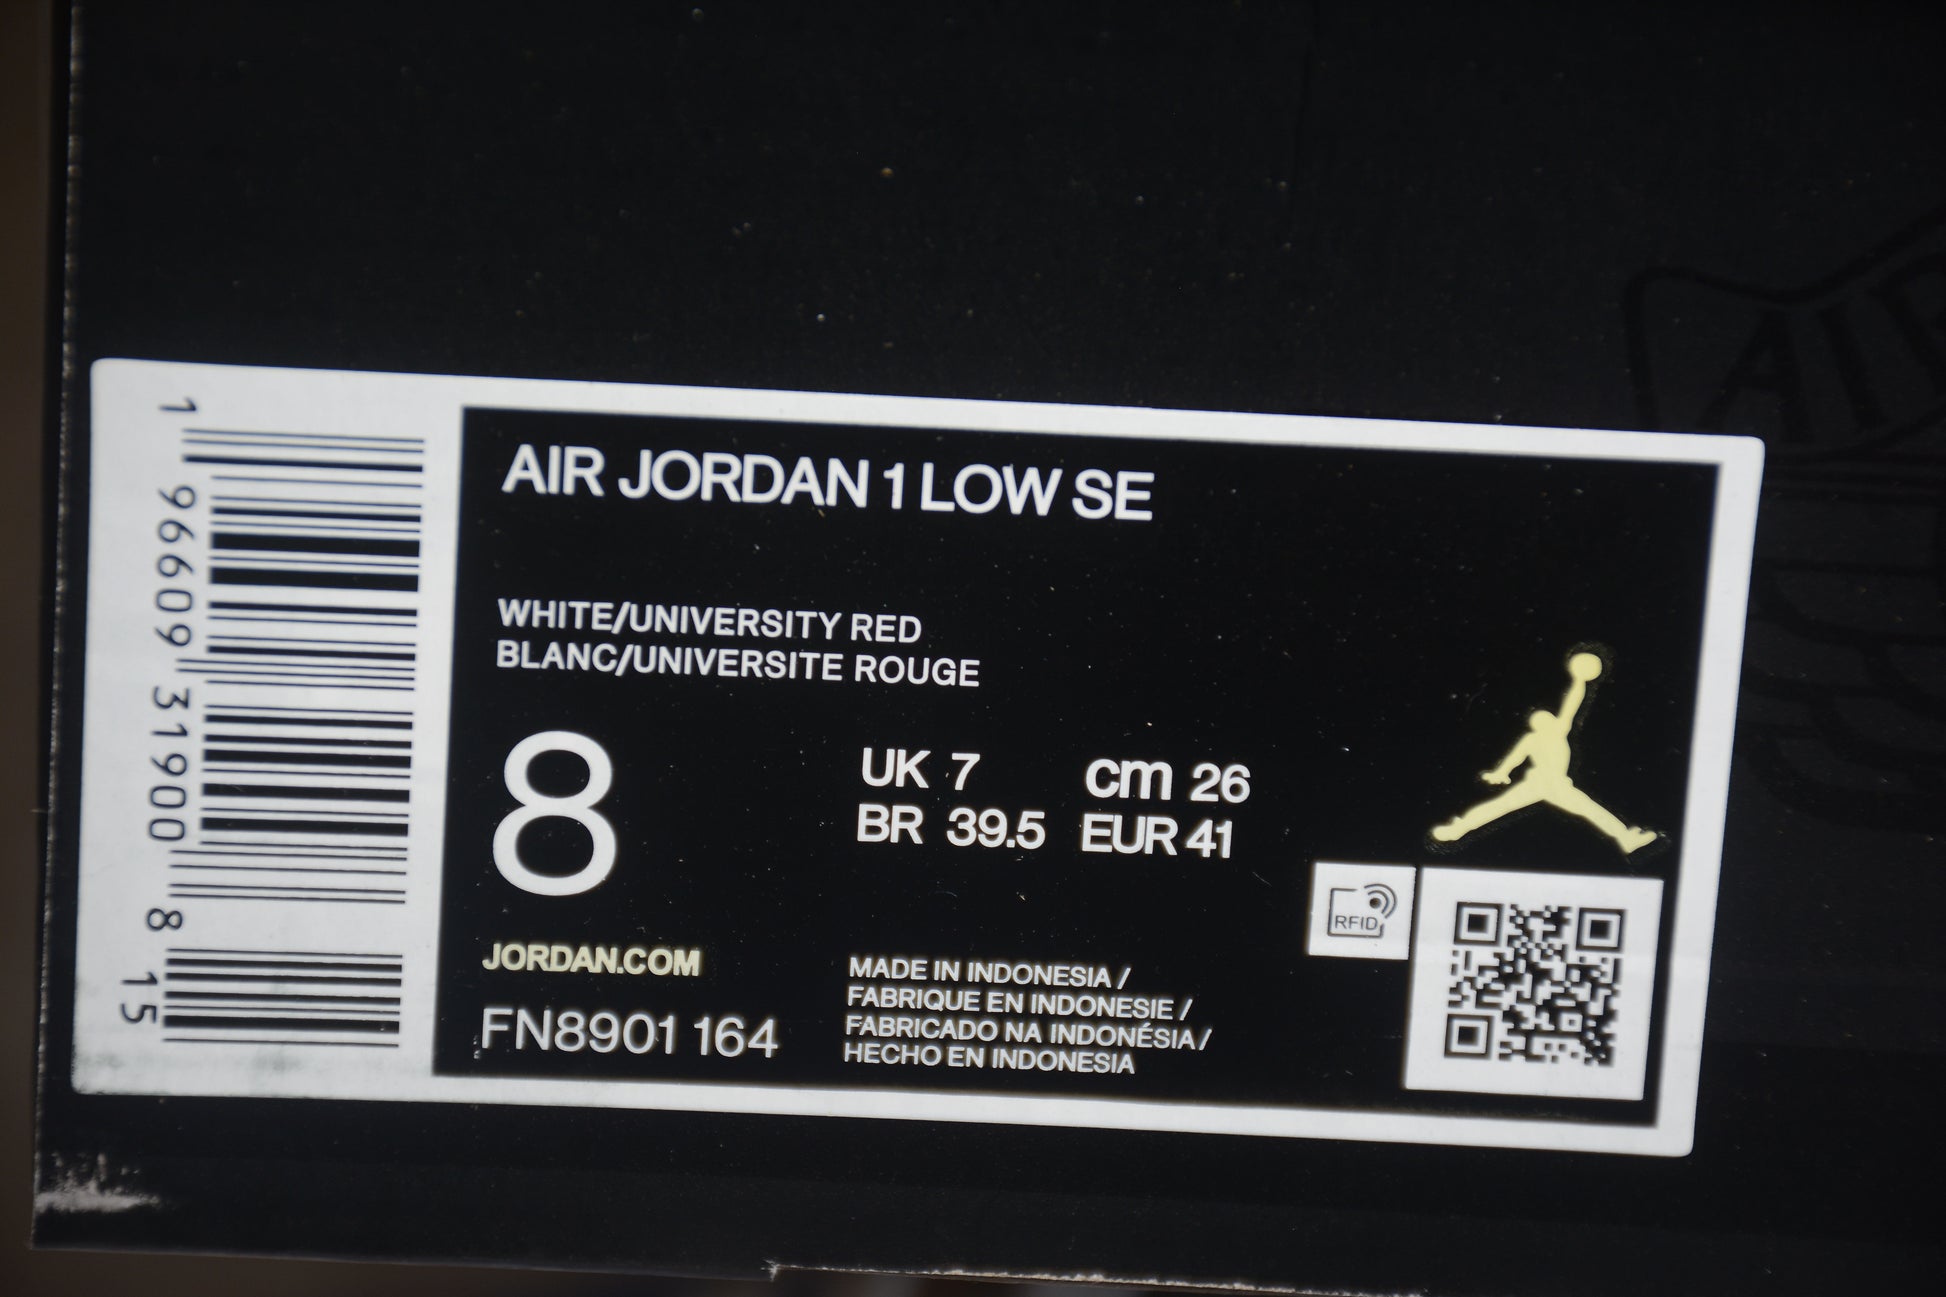 AIR JORDAN 1 LOW SE
WHITE/UNIVERSITY RED
BLANC/UNIVERSITE ROUGE
8
UK 7 cm 26
BR 39.5 EUR 41
JORDAN.COM
FN8901 164
MADE IN INDONESIA /
FABRIQUE EN INDONESIE /
FABRICADO NA INDONÉSIA /
HECHO EN INDONESIA
RFID
1 96609 31900 8 15
AIR